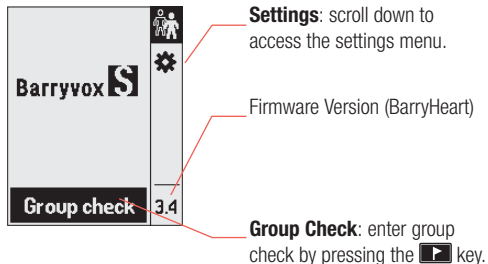 Barryvox S
Group check
3.4
Settings: scroll down to
access the settings menu.
Firmware Version (BarryHeart)
Group Check: enter group
check by pressing the key.